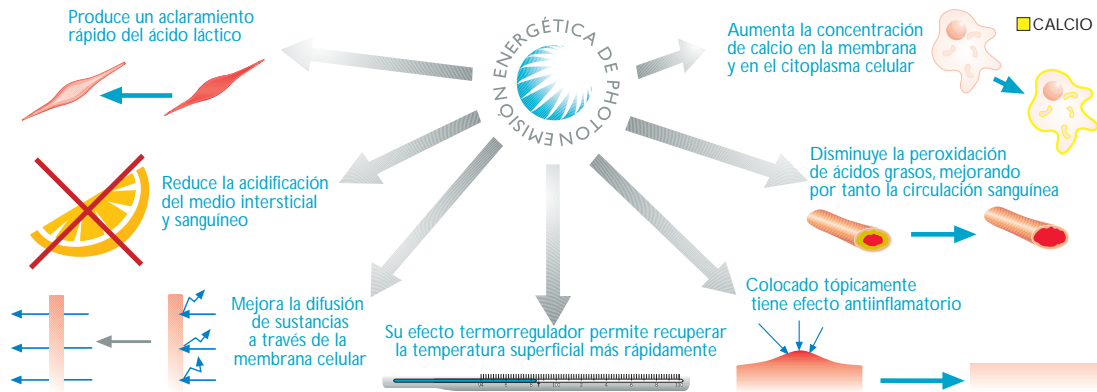 Produce un aclaramiento
rápido del ácido láctico
EMISIÓN ENERGÉTICA DE PHOTON
Aumenta la concentración
de calcio en la membrana
y en el citoplasma celular
CALCIO
Reduce la acidificación
del medio intersticial
y sanguíneo
Disminuye la peroxidación
de ácidos grasos, mejorando
por tanto la circulación sanguínea
Mejora la difusión
de sustancias
a través de la
membrana celular
Su efecto termorregulador permite recuperar
la temperatura superficial más rápidamente
Colocado tópicamente
tiene efecto antiinflamatorio